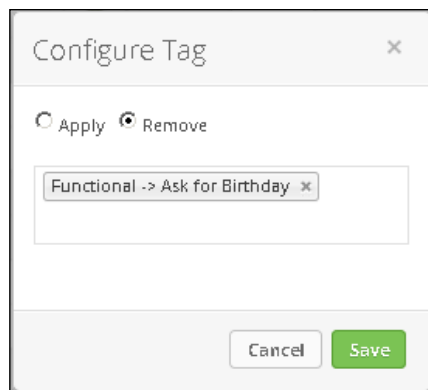 Configure Tag ×
Apply Remove
Functional -> Ask for Birthday ×
Cancel Save